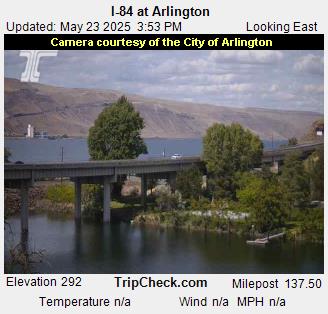 I-84 at Arlington
Updated: May 23 2025 3:53 PM Looking East
Camera courtesy of the City of Arlington
Elevation 292 TripCheck.com Milepost 137.50
Temperature n/a Wind n/a MPH n/a